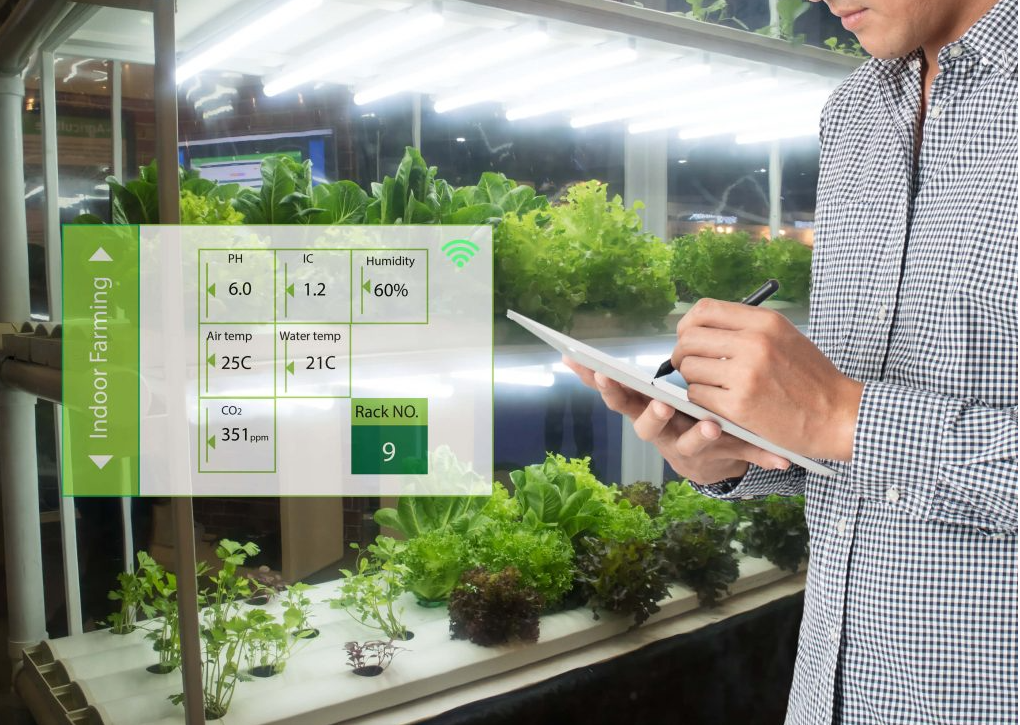 Indoor Farming
PH
6.0
IC
1.2
Humidity
60%
Air temp
25C
Water temp
21C
CO₂
351ppm
Rack NO.
9